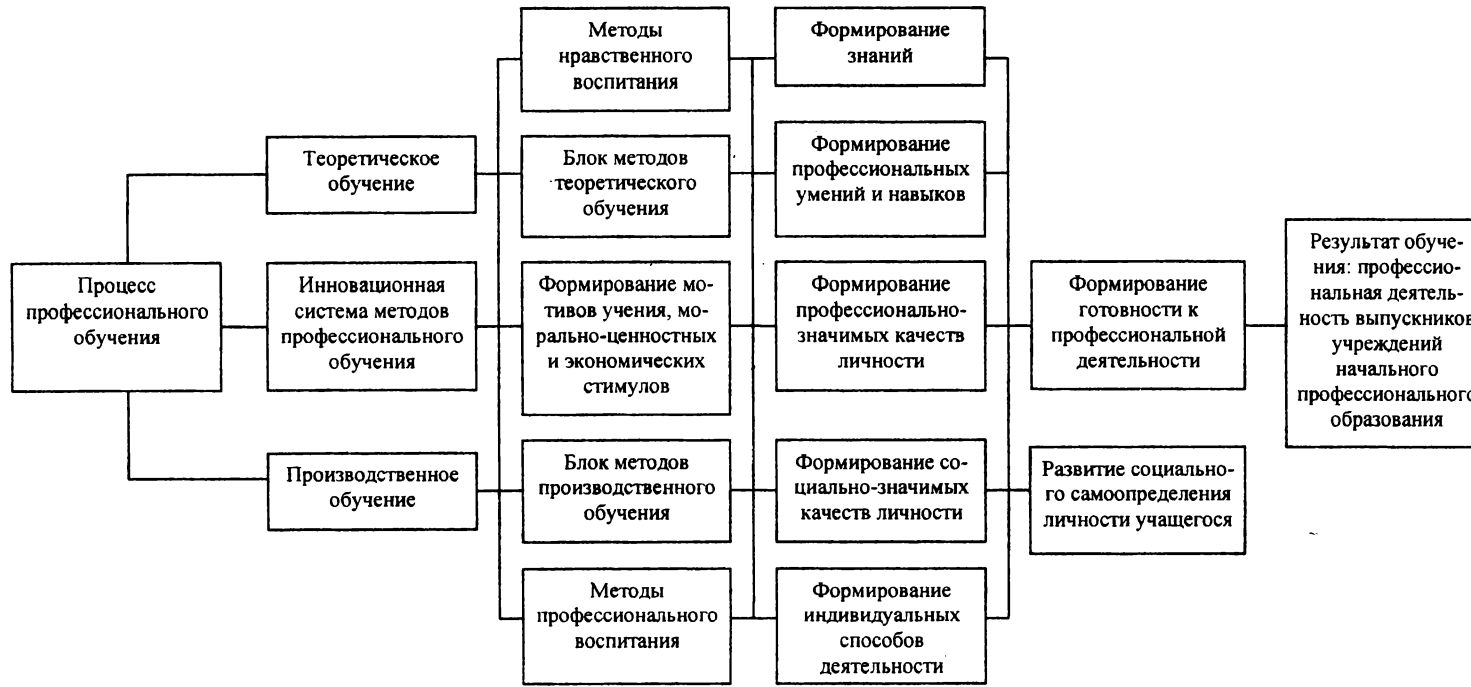 Процесс
профессионального
обучения
Теоретическое
обучение
Инновационная
система методов
профессионального
обучения
Производственное
обучение
Методы
нравственного
воспитания
Блок методов
теоретического
обучения
Формирование мо-
тивов учения, мо-
рально-ценностных
и экономических
стимулов
Блок методов
производственного
обучения
Методы
профессионального
воспитания
Формирование
знаний
Формирование
профессиональных
умений и навыков
Формирование
профессионально-
значимых качеств
личности
Формирование со-
циально-значимых
качеств личности
Формирование
индивидуальных
способов
деятельности
Формирование
готовности к
профессиональной
деятельности
Развитие социально-
го самоопределения
личности учащегося
Результат обуче-
ния: профессио-
нальная деятель-
ность выпускников
учреждений
начального
профессионального
образования